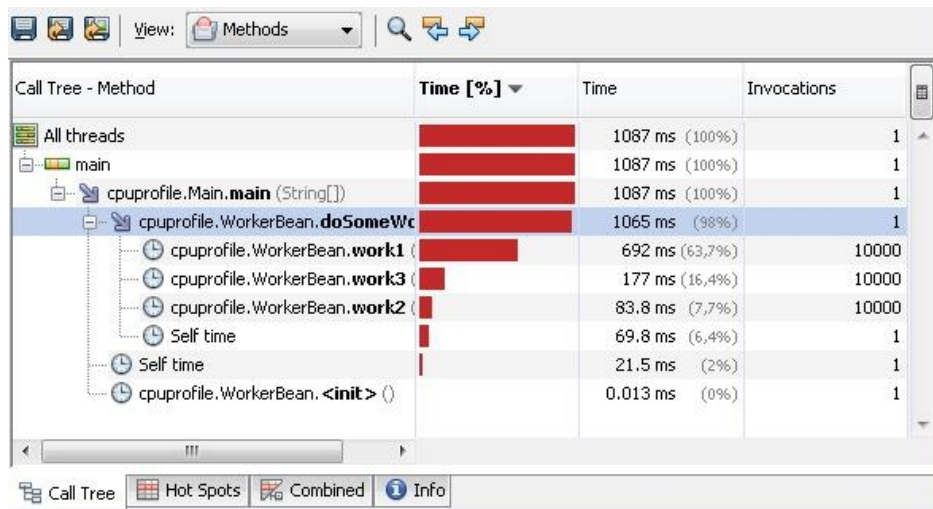 View: Methods
Call Tree - Method Time [%] Time Invocations
All threads 1087 ms (100%) 1
main 1087 ms (100%) 1
cpuprofile.Main.main (String[]) 1087 ms (100%) 1
cpuprofile.WorkerBean.doSomeWo 1065 ms (98%) 1
cpuprofile.WorkerBean.work1 ( 692 ms (63,7%) 10000
cpuprofile.WorkerBean.work3 ( 177 ms (16,4%) 10000
cpuprofile.WorkerBean.work2 ( 83.8 ms (7,7%) 10000
Self time 69.8 ms (6,4%) 1
Self time 21.5 ms (2%) 1
cpuprofile.WorkerBean.<init> () 0.013 ms (0%) 1
Call Tree Hot Spots Combined Info